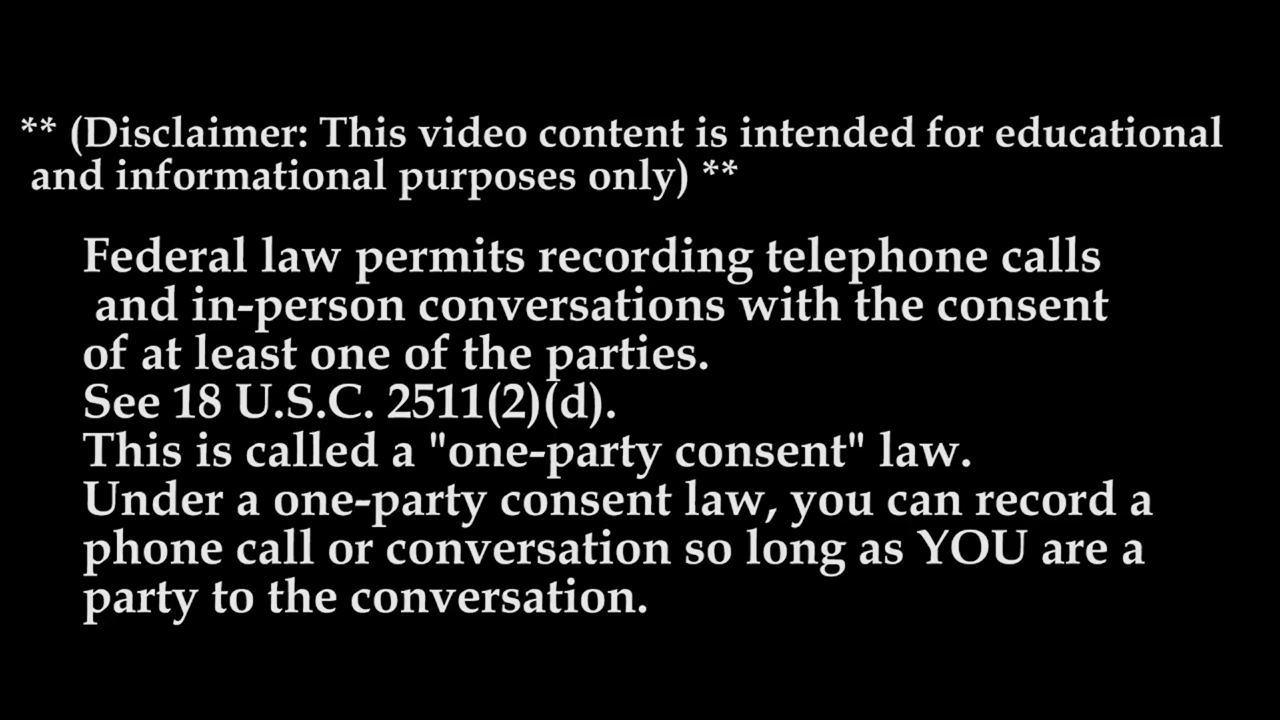 ** (Disclaimer: This video content is intended for educational
and informational purposes only) **
Federal law permits recording telephone calls
and in-person conversations with the consent
of at least one of the parties.
See 18 U.S.C. 2511(2)(d).
This is called a "one-party consent" law.
Under a one-party consent law, you can record a
phone call or conversation so long as YOU are a
party to the conversation.